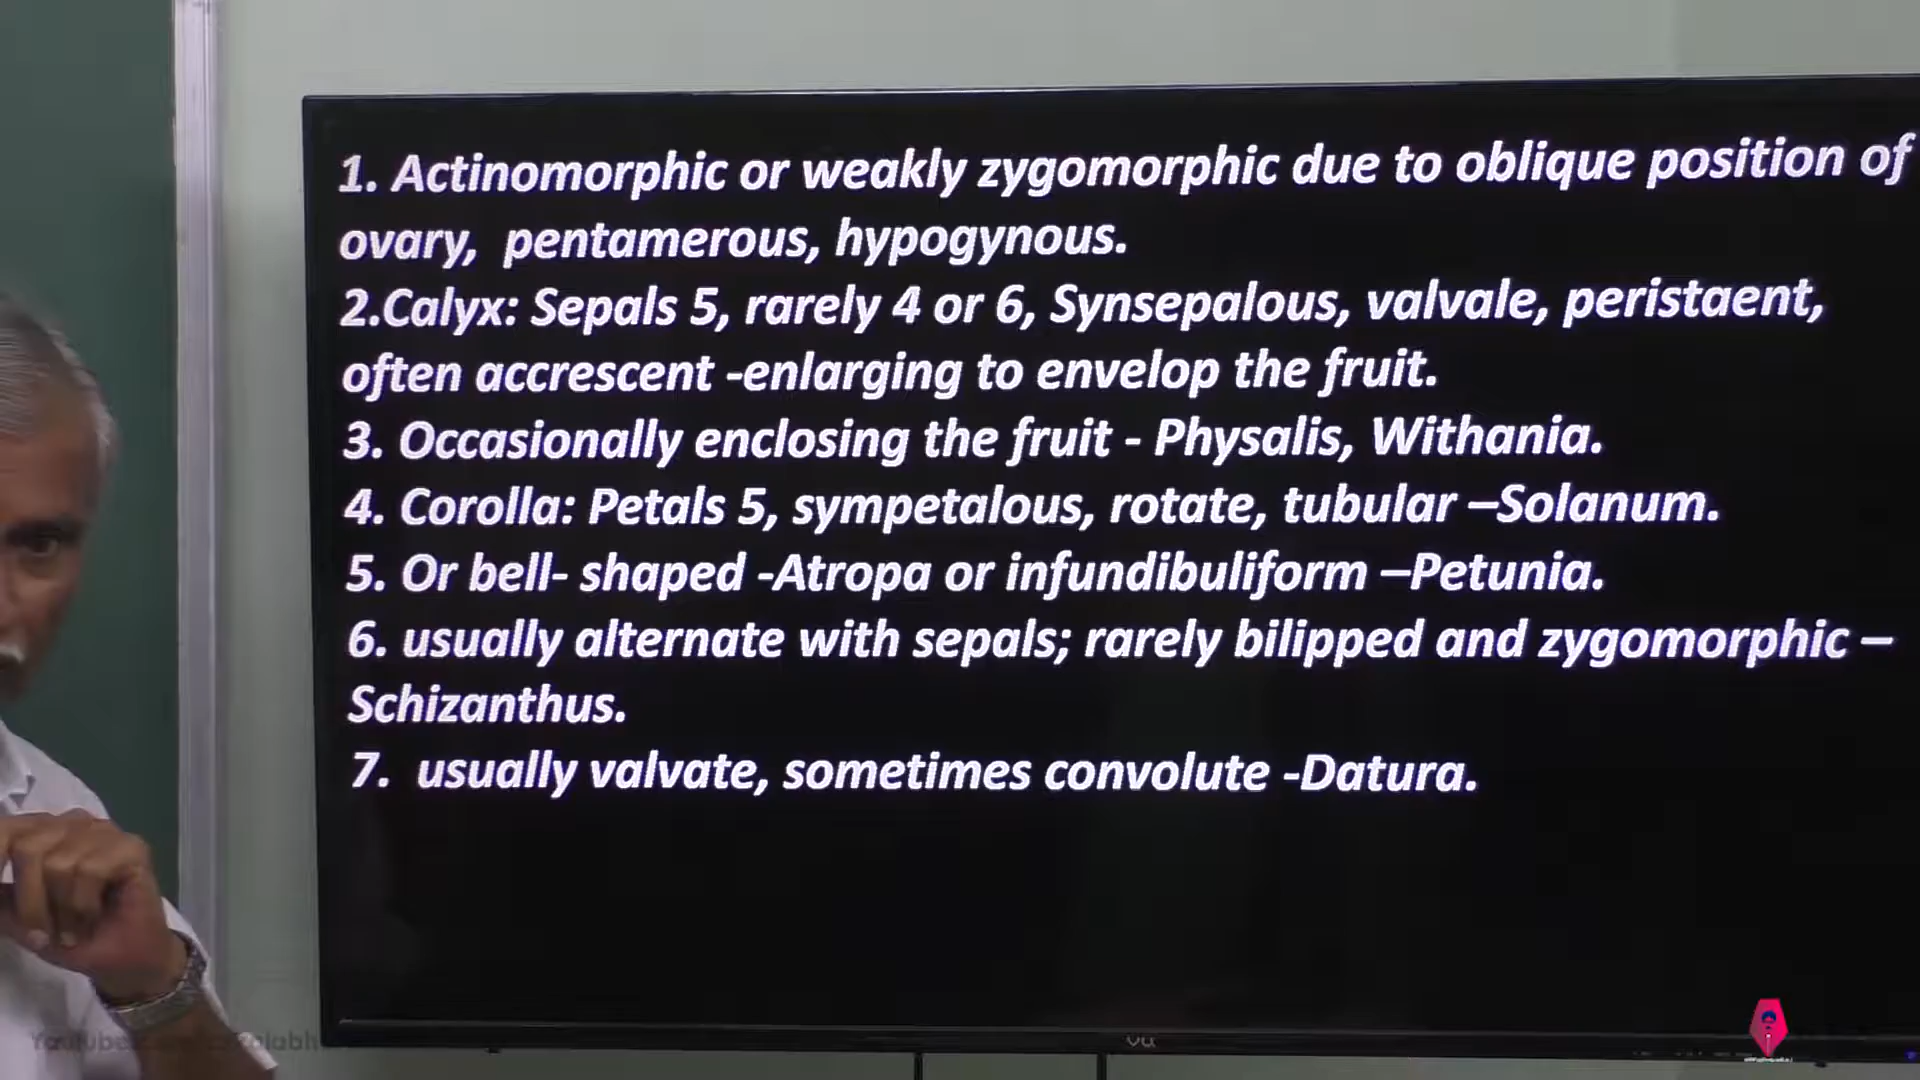 1. Actinomorphic or weakly zygomorphic due to oblique position of
ovary, pentamerous, hypogynous.
2.Calyx: Sepals 5, rarely 4 or 6, Synsepalous, valvale, peristaent,
often accrescent -enlarging to envelop the fruit.
3. Occasionally enclosing the fruit - Physalis, Withania.
4. Corolla: Petals 5, sympetalous, rotate, tubular –Solanum.
5. Or bell- shaped -Atropa or infundibuliform –Petunia.
6. usually alternate with sepals; rarely bilipped and zygomorphic –
Schizanthus.
7. usually valvate, sometimes convolute -Datura.